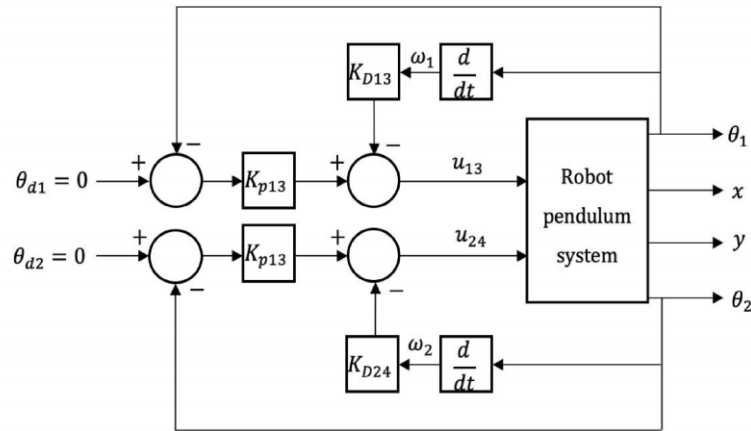 K_{D13}
ω_1
d
dt
−
−
θ_{d1} = 0
+
K_{p13}
+
u_{13}
θ_1
Robot
pendulum
system
x
y
θ_{d2} = 0
+
K_{p13}
+
u_{24}
θ_2
−
−
K_{D24}
ω_2
d
dt